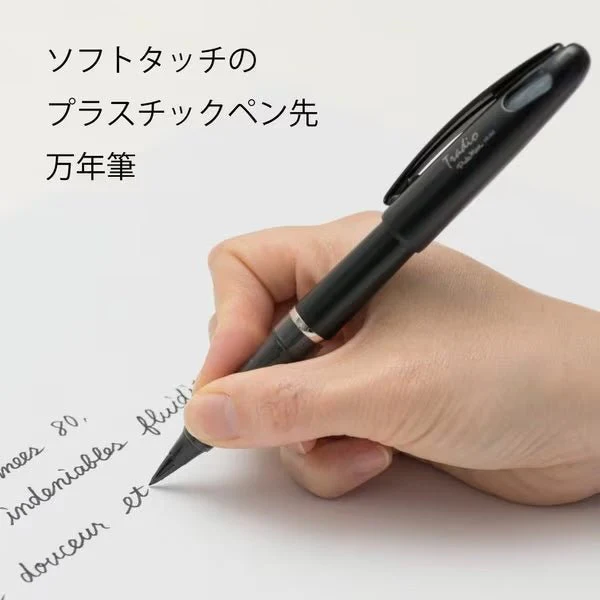 ソフトタッチの
プラスチックペン先
万年筆
Tradio
mees 80,
indeniables fluidi
douceur et